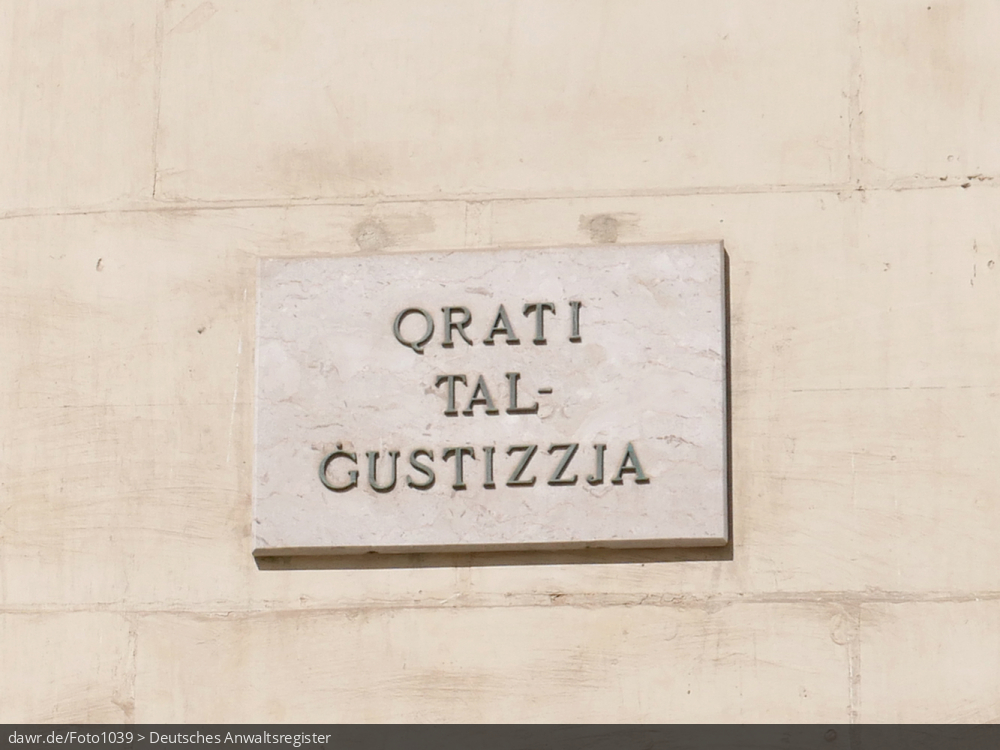 QRATI
TAL-
ĠUSTIZZJA
dawr.de/Foto1039 > Deutsches Anwaltsregister